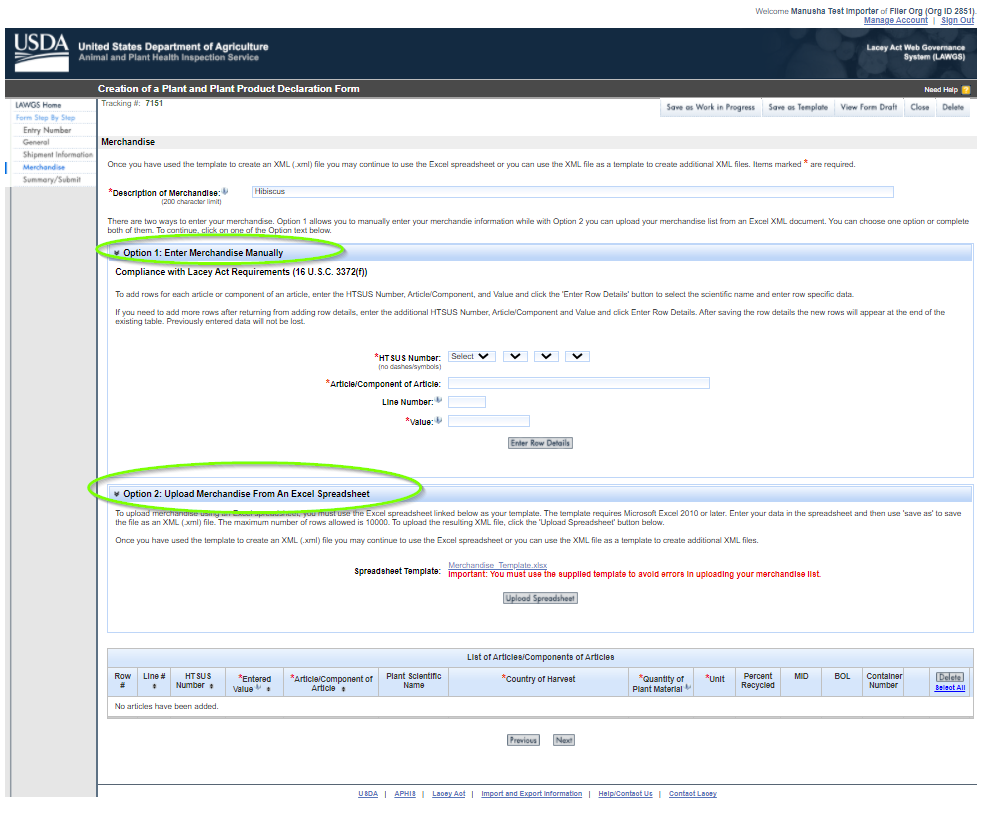 Welcome Manusha Test Importer of Filer Org (Org ID 2851).
Manage Account | Sign Out
USDA United States Department of Agriculture
Animal and Plant Health Inspection Service
Lacey Act Web Governance
System (LAWGS)
Creation of a Plant and Plant Product Declaration Form
Need Help ?
LAWGS Home
Form Step By Step
Entry Number
General
Shipment Information
Merchandise
Summary/Submit
Tracking #: 7151
Save as Work in Progress Save as Template View Form Draft Close Delete
Merchandise
Once you have used the template to create an XML (.xml) file you may continue to use the Excel spreadsheet or you can use the XML file as a template to create additional XML files. Items marked * are required.
*Description of Merchandise: Hibiscus
(200 character limit)
There are two ways to enter your merchandise. Option 1 allows you to manually enter your merchandie information while with Option 2 you can upload your merchandise list from an Excel XML document. You can choose one option or complete
both of them. To continue, click on one of the Option text below.
Option 1: Enter Merchandise Manually
Compliance with Lacey Act Requirements (16 U.S.C. 3372(f))
To add rows for each article or component of an article, enter the HTSUS Number, Article/Component, and Value and click the 'Enter Row Details' button to select the scientific name and enter row specific data.
If you need to add more rows after returning from adding row details, enter the additional HTSUS Number, Article/Component and Value and click Enter Row Details. After saving the row details the new rows will appear at the end of the
existing table. Previously entered data will not be lost.
*HTSUS Number: Select
(no dashes/symbols)
*Article/Component of Article:
Line Number:
*Value:
Enter Row Details
Option 2: Upload Merchandise From An Excel Spreadsheet
To upload merchandise using an Excel spreadsheet, you must use the Excel spreadsheet linked below as your template. The template requires Microsoft Excel 2010 or later. Enter your data in the spreadsheet and then use 'save as' to save
the file as an XML (.xml) file. The maximum number of rows allowed is 10000. To upload the resulting XML file, click the 'Upload Spreadsheet' button below.
Once you have used the template to create an XML (.xml) file you may continue to use the Excel spreadsheet or you can use the XML file as a template to create additional XML files.
Spreadsheet Template: Merchandise_Template.xlsx
Important: You must use the supplied template to avoid errors in uploading your merchandise list.
Upload Spreadsheet
List of Articles/Components of Articles
Row # Line # HTSUS Number *Entered Value *Article/Component of Article Plant Scientific Name *Country of Harvest *Quantity of Plant Material *Unit Percent Recycled MID BOL Container Number Delete Select All
No articles have been added.
Previous Next
USDA | APHIS | Lacey Act | Import and Export Information | Help/Contact Us | Contact Lacey